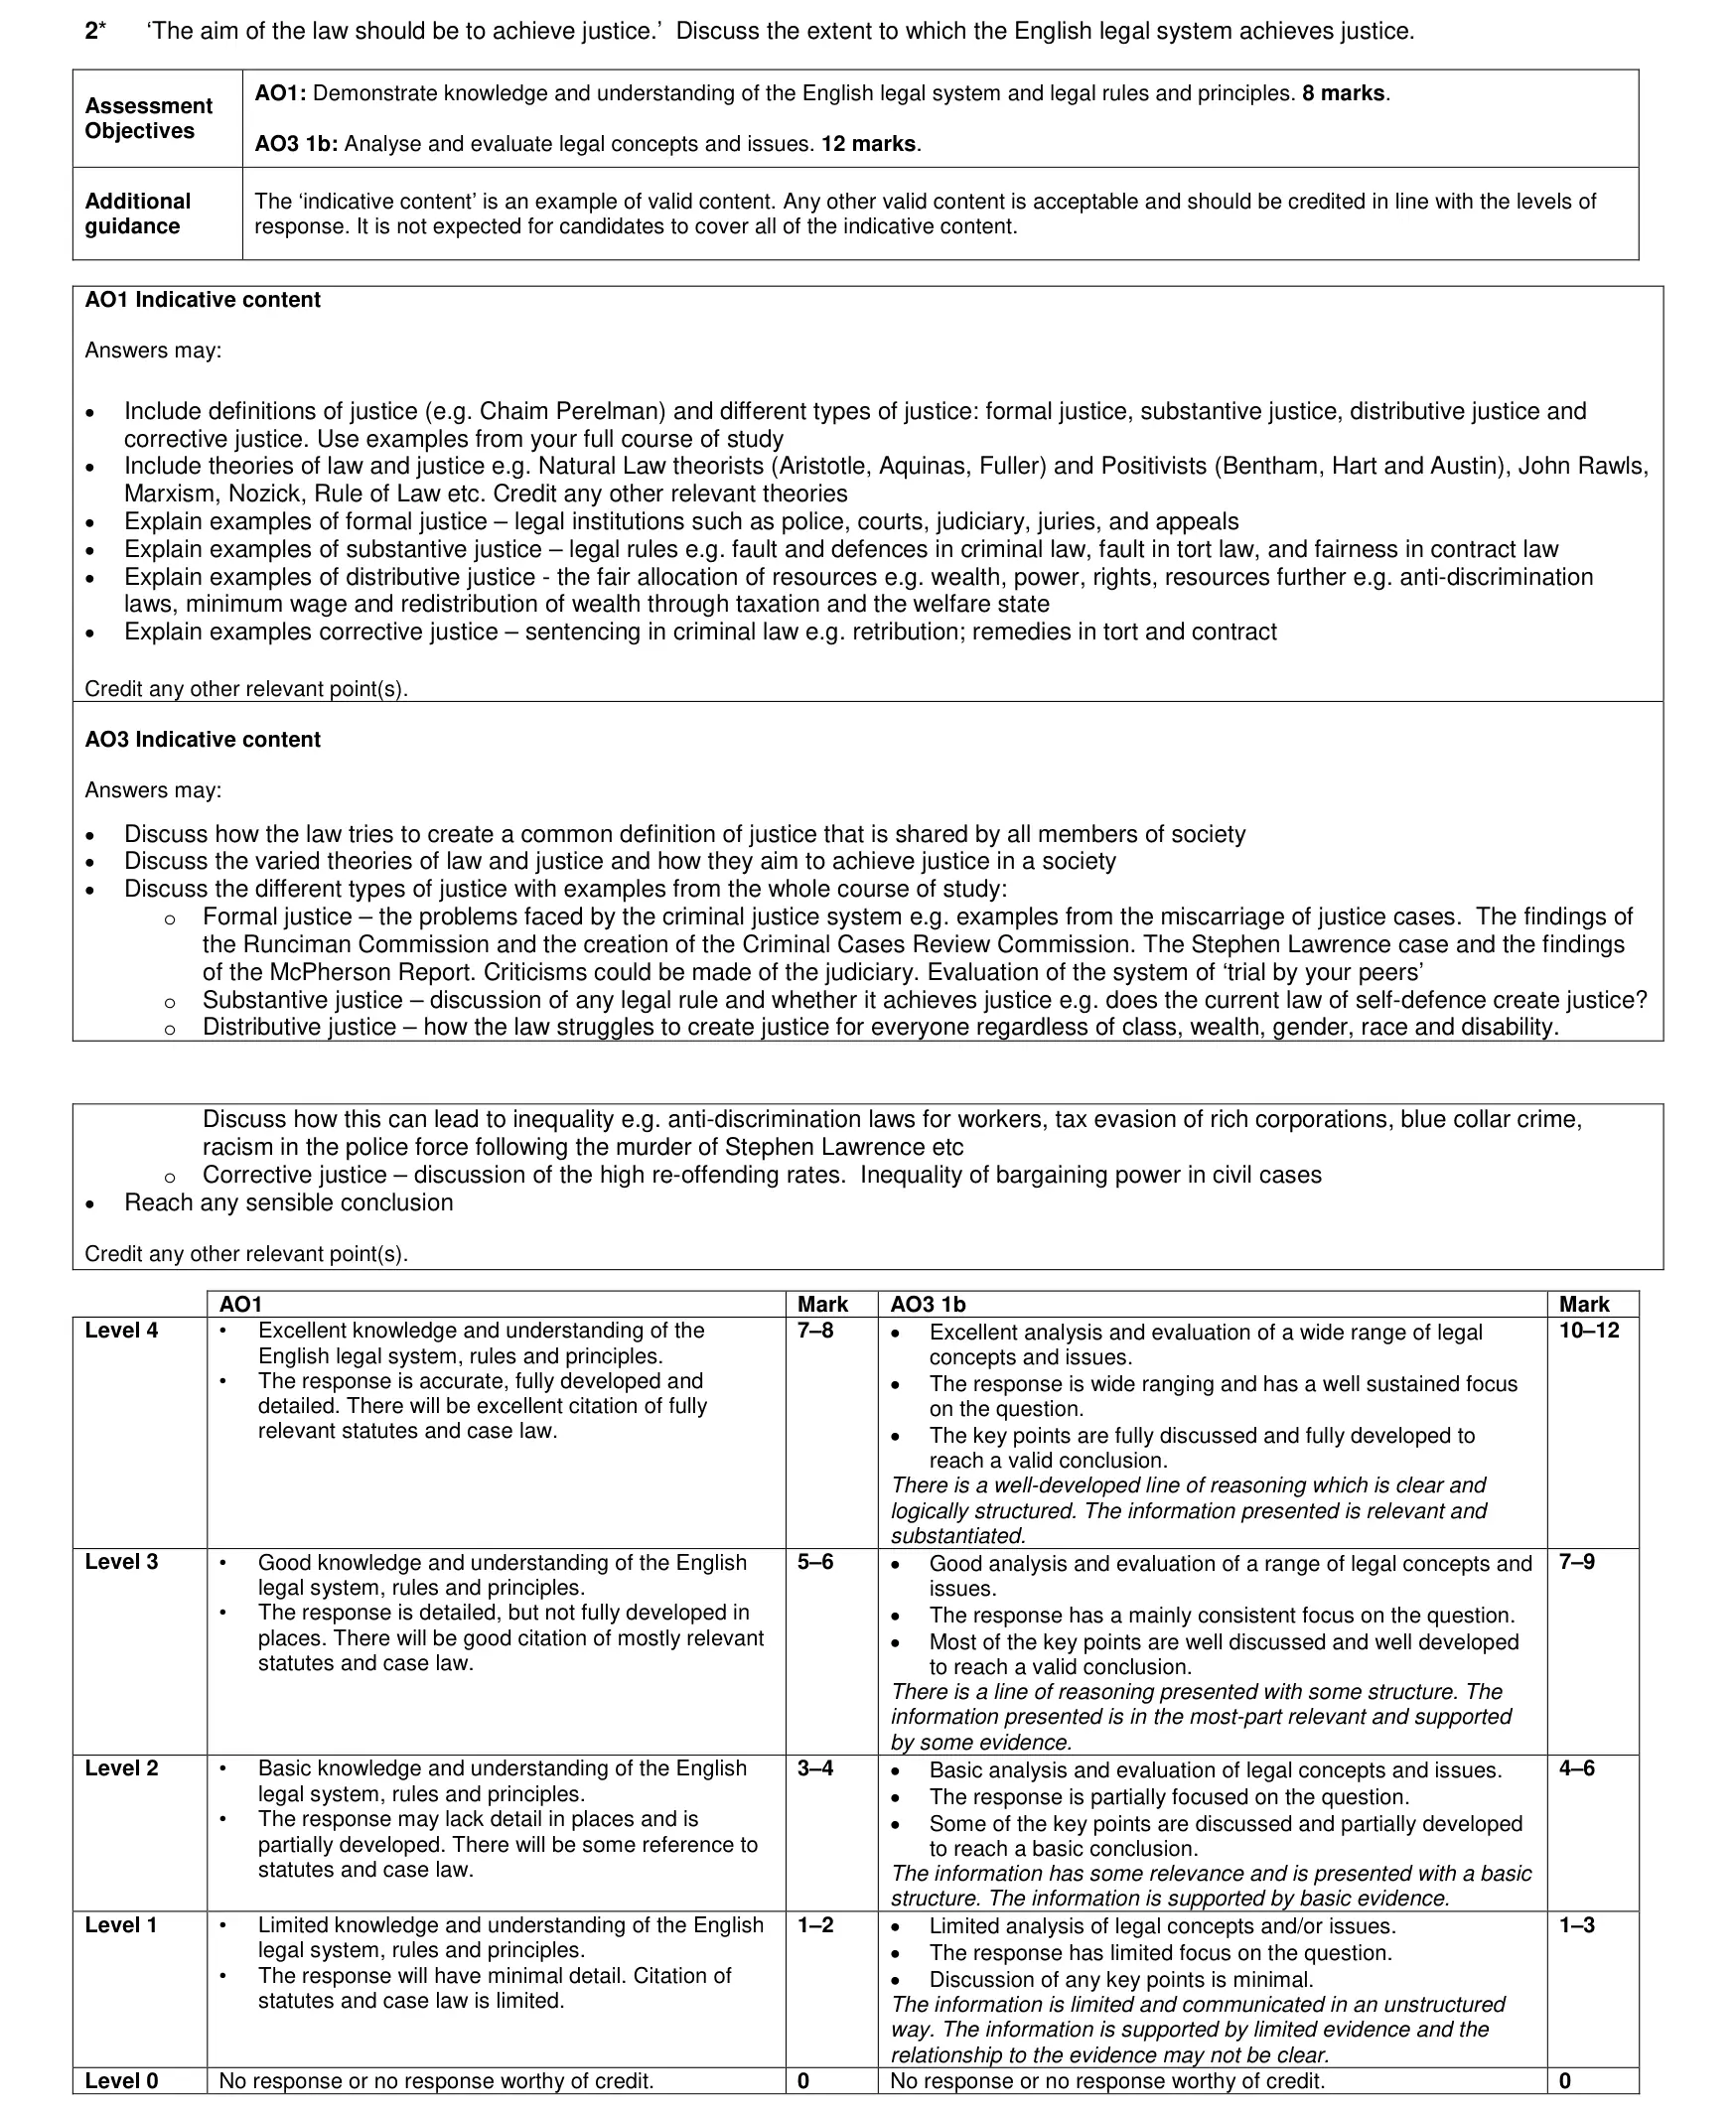 2* ‘The aim of the law should be to achieve justice.’ Discuss the extent to which the English legal system achieves justice.
Assessment
Objectives
AO1: Demonstrate knowledge and understanding of the English legal system and legal rules and principles. 8 marks.
AO3 1b: Analyse and evaluate legal concepts and issues. 12 marks.
Additional
guidance
The ‘indicative content’ is an example of valid content. Any other valid content is acceptable and should be credited in line with the levels of
response. It is not expected for candidates to cover all of the indicative content.
AO1 Indicative content
Answers may:
• Include definitions of justice (e.g. Chaim Perelman) and different types of justice: formal justice, substantive justice, distributive justice and
corrective justice. Use examples from your full course of study
• Include theories of law and justice e.g. Natural Law theorists (Aristotle, Aquinas, Fuller) and Positivists (Bentham, Hart and Austin), John Rawls,
Marxism, Nozick, Rule of Law etc. Credit any other relevant theories
• Explain examples of formal justice – legal institutions such as police, courts, judiciary, juries, and appeals
• Explain examples of substantive justice – legal rules e.g. fault and defences in criminal law, fault in tort law, and fairness in contract law
• Explain examples of distributive justice - the fair allocation of resources e.g. wealth, power, rights, resources further e.g. anti-discrimination
laws, minimum wage and redistribution of wealth through taxation and the welfare state
• Explain examples corrective justice – sentencing in criminal law e.g. retribution; remedies in tort and contract
Credit any other relevant point(s).
AO3 Indicative content
Answers may:
• Discuss how the law tries to create a common definition of justice that is shared by all members of society
• Discuss the varied theories of law and justice and how they aim to achieve justice in a society
• Discuss the different types of justice with examples from the whole course of study:
o Formal justice – the problems faced by the criminal justice system e.g. examples from the miscarriage of justice cases. The findings of
the Runciman Commission and the creation of the Criminal Cases Review Commission. The Stephen Lawrence case and the findings
of the McPherson Report. Criticisms could be made of the judiciary. Evaluation of the system of ‘trial by your peers’
o Substantive justice – discussion of any legal rule and whether it achieves justice e.g. does the current law of self-defence create justice?
o Distributive justice – how the law struggles to create justice for everyone regardless of class, wealth, gender, race and disability.
Discuss how this can lead to inequality e.g. anti-discrimination laws for workers, tax evasion of rich corporations, blue collar crime,
racism in the police force following the murder of Stephen Lawrence etc
o Corrective justice – discussion of the high re-offending rates. Inequality of bargaining power in civil cases
• Reach any sensible conclusion
Credit any other relevant point(s).
AO1 Mark AO3 1b Mark
Level 4
• Excellent knowledge and understanding of the
English legal system, rules and principles.
• The response is accurate, fully developed and
detailed. There will be excellent citation of fully
relevant statutes and case law.
7–8
• Excellent analysis and evaluation of a wide range of legal
concepts and issues.
• The response is wide ranging and has a well sustained focus
on the question.
• The key points are fully discussed and fully developed to
reach a valid conclusion.
There is a well-developed line of reasoning which is clear and
logically structured. The information presented is relevant and
substantiated.
10–12
Level 3
• Good knowledge and understanding of the English
legal system, rules and principles.
• The response is detailed, but not fully developed in
places. There will be good citation of mostly relevant
statutes and case law.
5–6
• Good analysis and evaluation of a range of legal concepts and
issues.
• The response has a mainly consistent focus on the question.
• Most of the key points are well discussed and well developed
to reach a valid conclusion.
There is a line of reasoning presented with some structure. The
information presented is in the most-part relevant and supported
by some evidence.
7–9
Level 2
• Basic knowledge and understanding of the English
legal system, rules and principles.
• The response may lack detail in places and is
partially developed. There will be some reference to
statutes and case law.
3–4
• Basic analysis and evaluation of legal concepts and issues.
• The response is partially focused on the question.
• Some of the key points are discussed and partially developed
to reach a basic conclusion.
The information has some relevance and is presented with a basic
structure. The information is supported by basic evidence.
4–6
Level 1
• Limited knowledge and understanding of the English
legal system, rules and principles.
• The response will have minimal detail. Citation of
statutes and case law is limited.
1–2
• Limited analysis of legal concepts and/or issues.
• The response has limited focus on the question.
• Discussion of any key points is minimal.
The information is limited and communicated in an unstructured
way. The information is supported by limited evidence and the
relationship to the evidence may not be clear.
1–3
Level 0
No response or no response worthy of credit.
0
No response or no response worthy of credit.
0